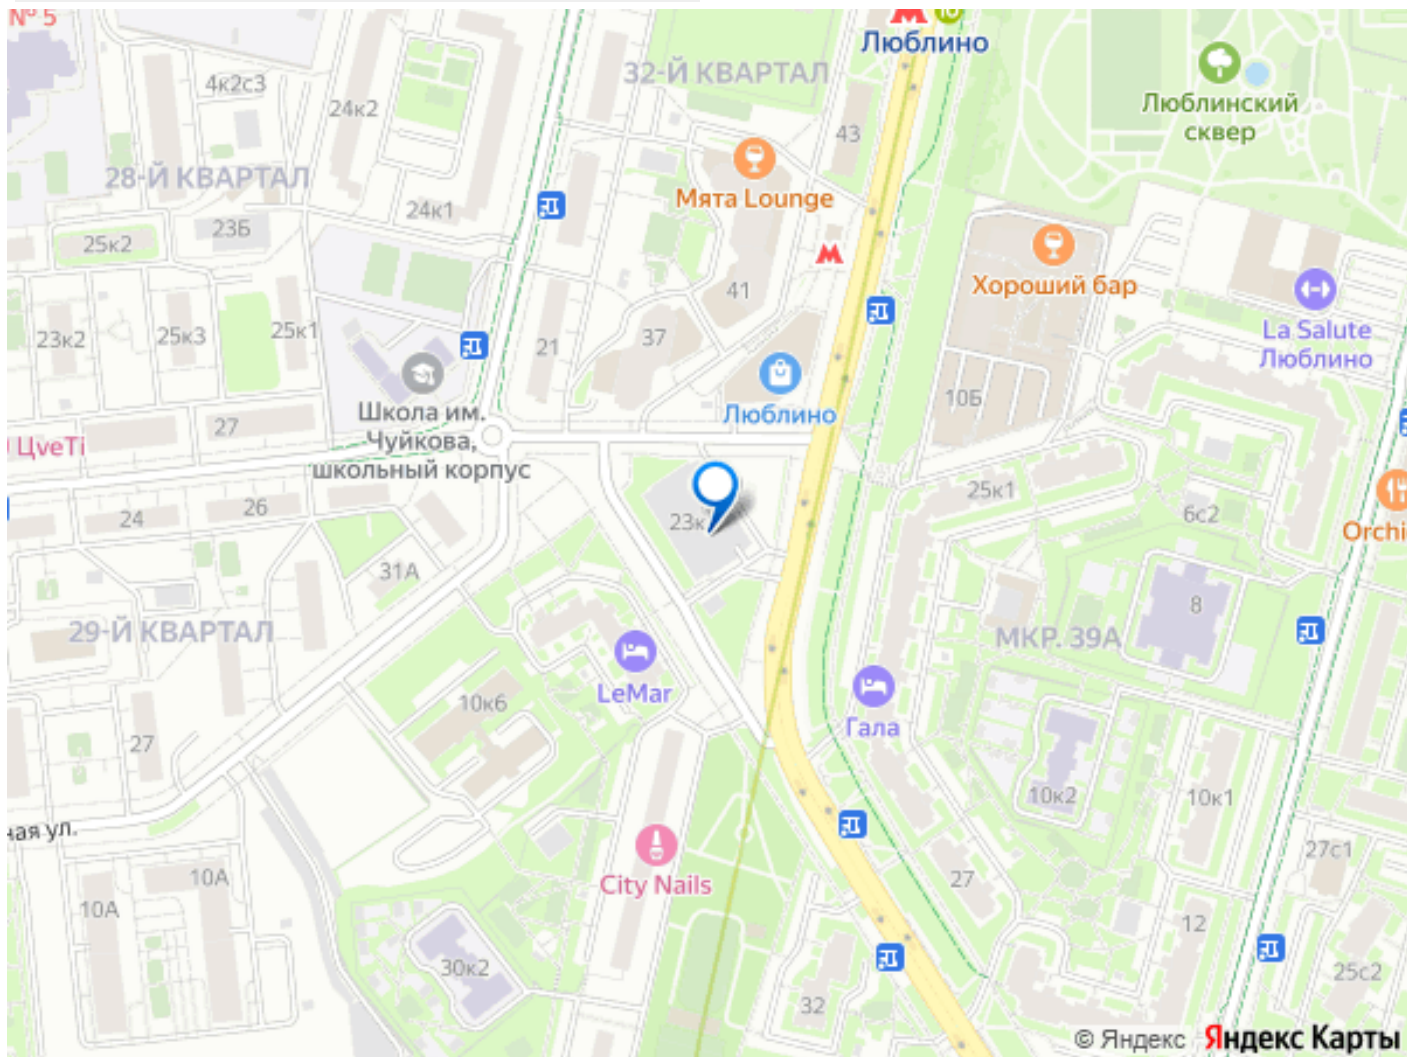 № 5
Люблино
32-Й КВАРТАЛ
4к2с3
24к2
Люблинский
сквер
43
28-Й КВАРТАЛ
Мята Lounge
24к1
23Б
25к2
Хороший бар
41
La Salute
Люблино
23к2
25к3
25к1
21
37
Школа им.
Чуйкова,
школьный корпус
Люблино
10Б
27
ЦveTi
25к1
26
24
23к
6с2
Orchi
31А
8
29-Й КВАРТАЛ
МКР. 39А
LeMar
10к6
Гала
27
10к2
10к1
ная ул.
27с1
City Nails
10А
10А
27
12
30к2
25с2
32
© Яндекс Яндекс Карты